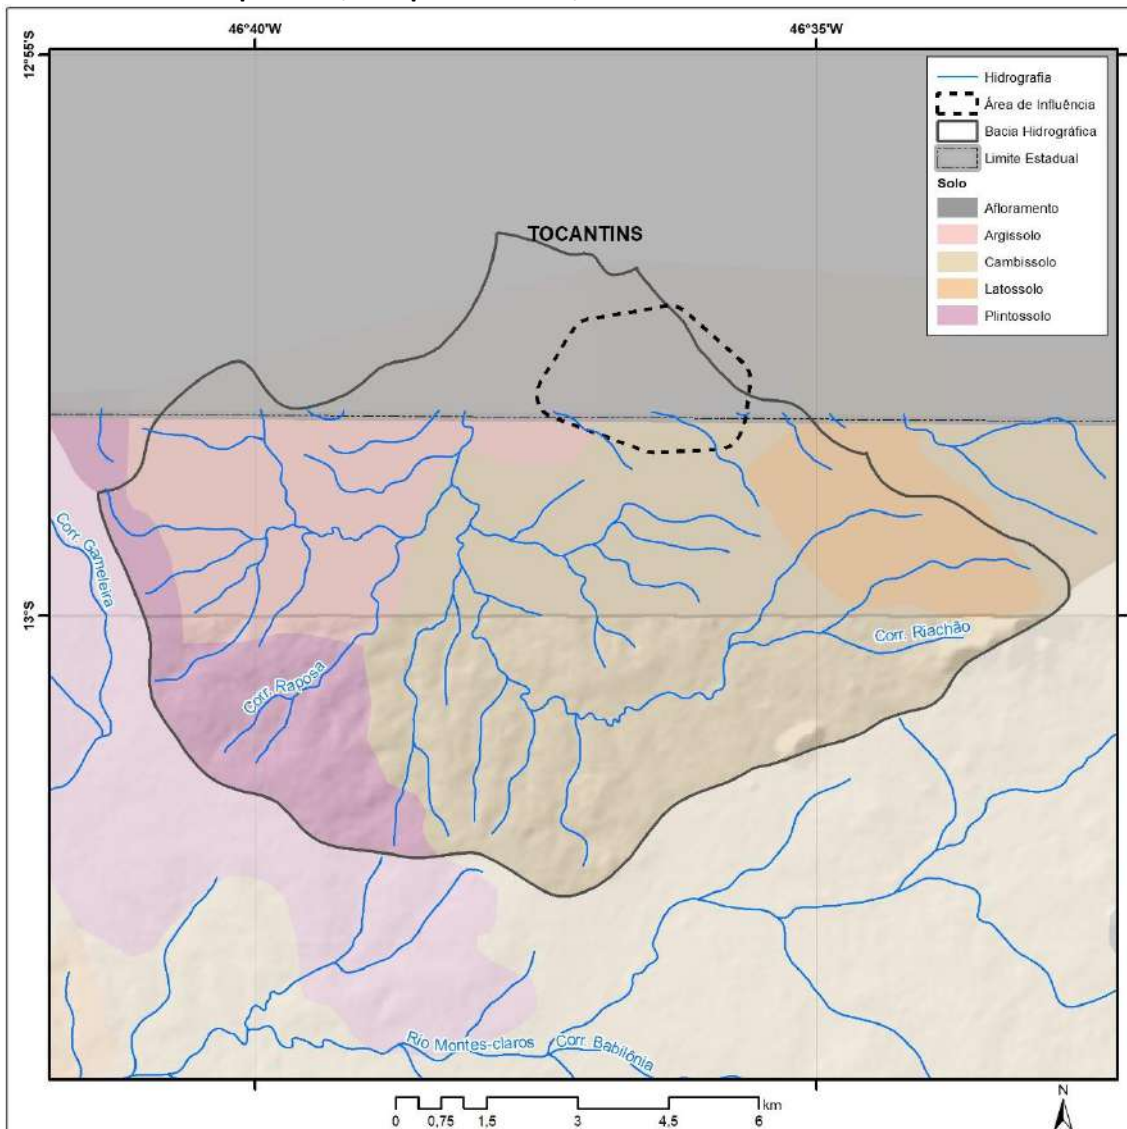 46°40'W
46°35'W
12°55'S
Hidrografia
Área de Influência
Bacia Hidrográfica
Limite Estadual
Solo
Afloramento
Argissolo
Cambissolo
Latossolo
Plintossolo
TOCANTINS
Corr. Gameleira
13°S
Corr. Riachão
Corr. Raposa
Rio Montes-claros
Corr. Babilônia
N
km
0 0,75 1,5 3 4,5 6